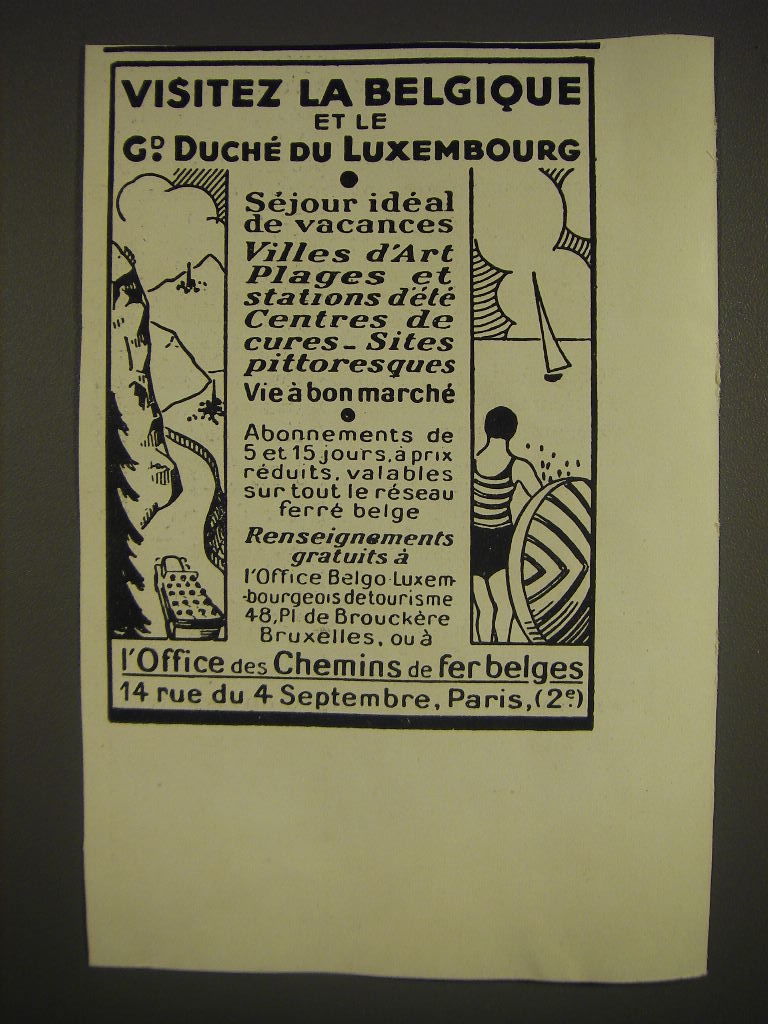 VISITEZ LA BELGIQUE
ET LE
GD. DUCHÉ DU LUXEMBOURG
Séjour idéal
de vacances
Villes d'Art
Plages et
stations d'été
Centres de
cures - Sites
pittoresques
Vie à bon marché
Abonnements de
5 et 15 jours, à prix
réduits, valables
sur tout le réseau
ferré belge
Renseignements
gratuits à
l'Office Belgo-Luxem-
-bourgeois de tourisme
48, Pl. de Brouckère
Bruxelles, ou à
l'Office des Chemins de fer belges
14 rue du 4 Septembre, Paris, (2e.)